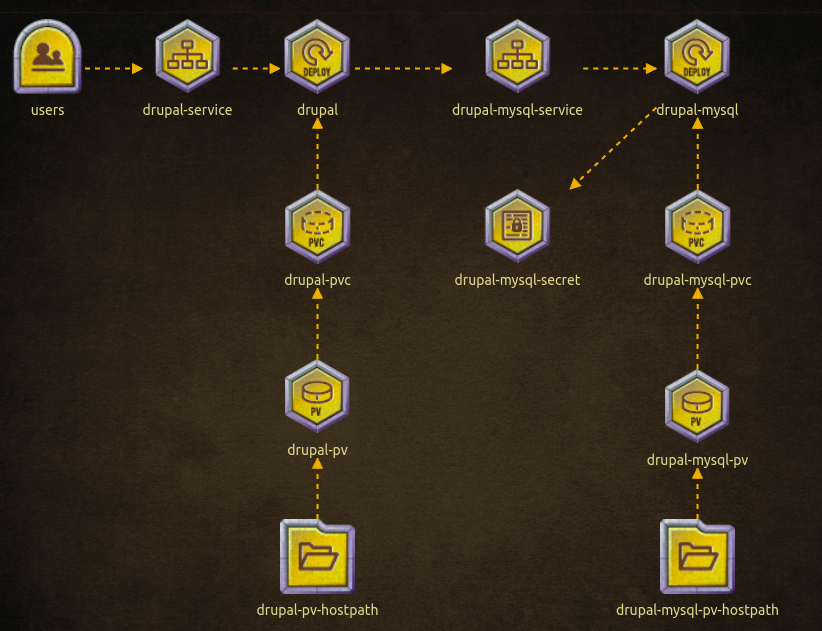 DEPLOY
DEPLOY
users
drupal-service
drupal
drupal-mysql-service
drupal-mysql
PVC
PVC
drupal-pvc
drupal-mysql-secret
drupal-mysql-pvc
PV
PV
drupal-pv
drupal-mysql-pv
drupal-pv-hostpath
drupal-mysql-pv-hostpath